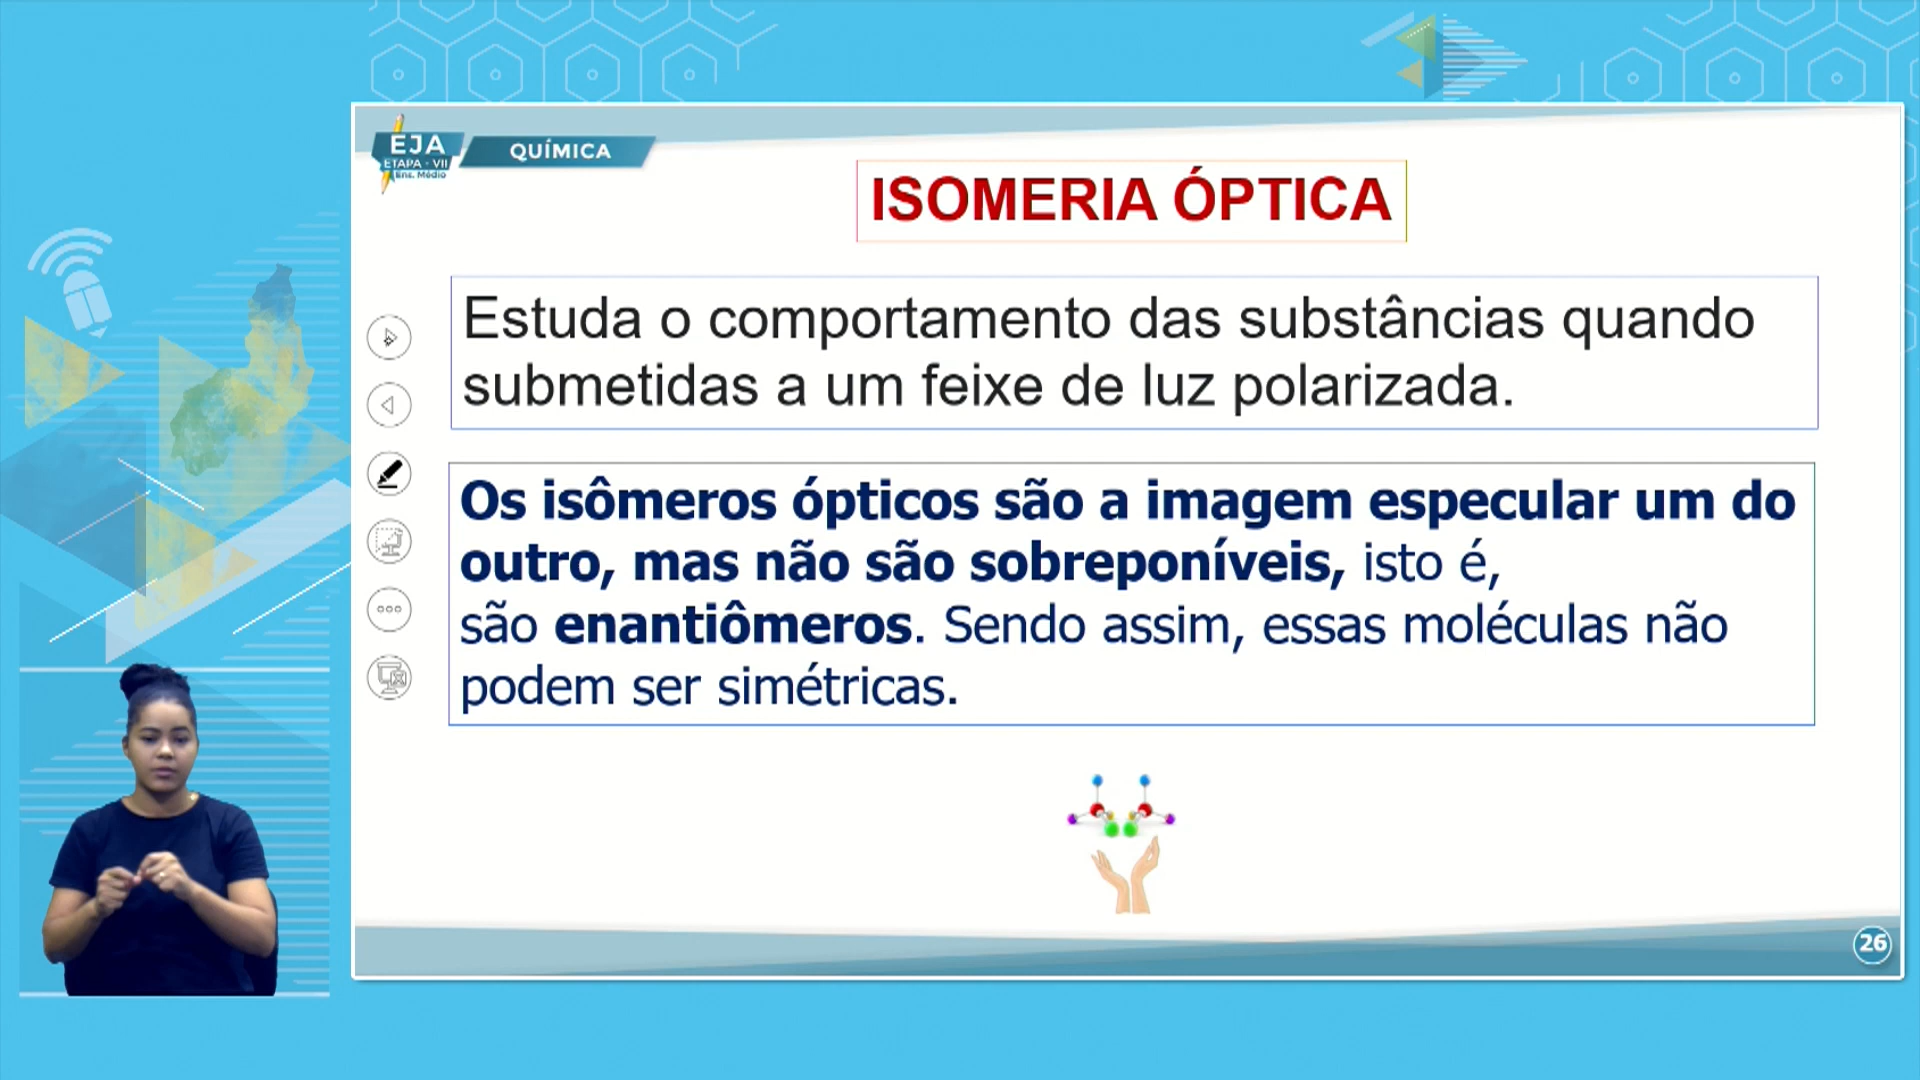 EJA
ETAPA - VII
Ens. Médio
QUÍMICA
ISOMERIA ÓPTICA
Estuda o comportamento das substâncias quando
submetidas a um feixe de luz polarizada.
Os isômeros ópticos são a imagem especular um do
outro, mas não são sobreponíveis, isto é,
são enantiômeros. Sendo assim, essas moléculas não
podem ser simétricas.
26